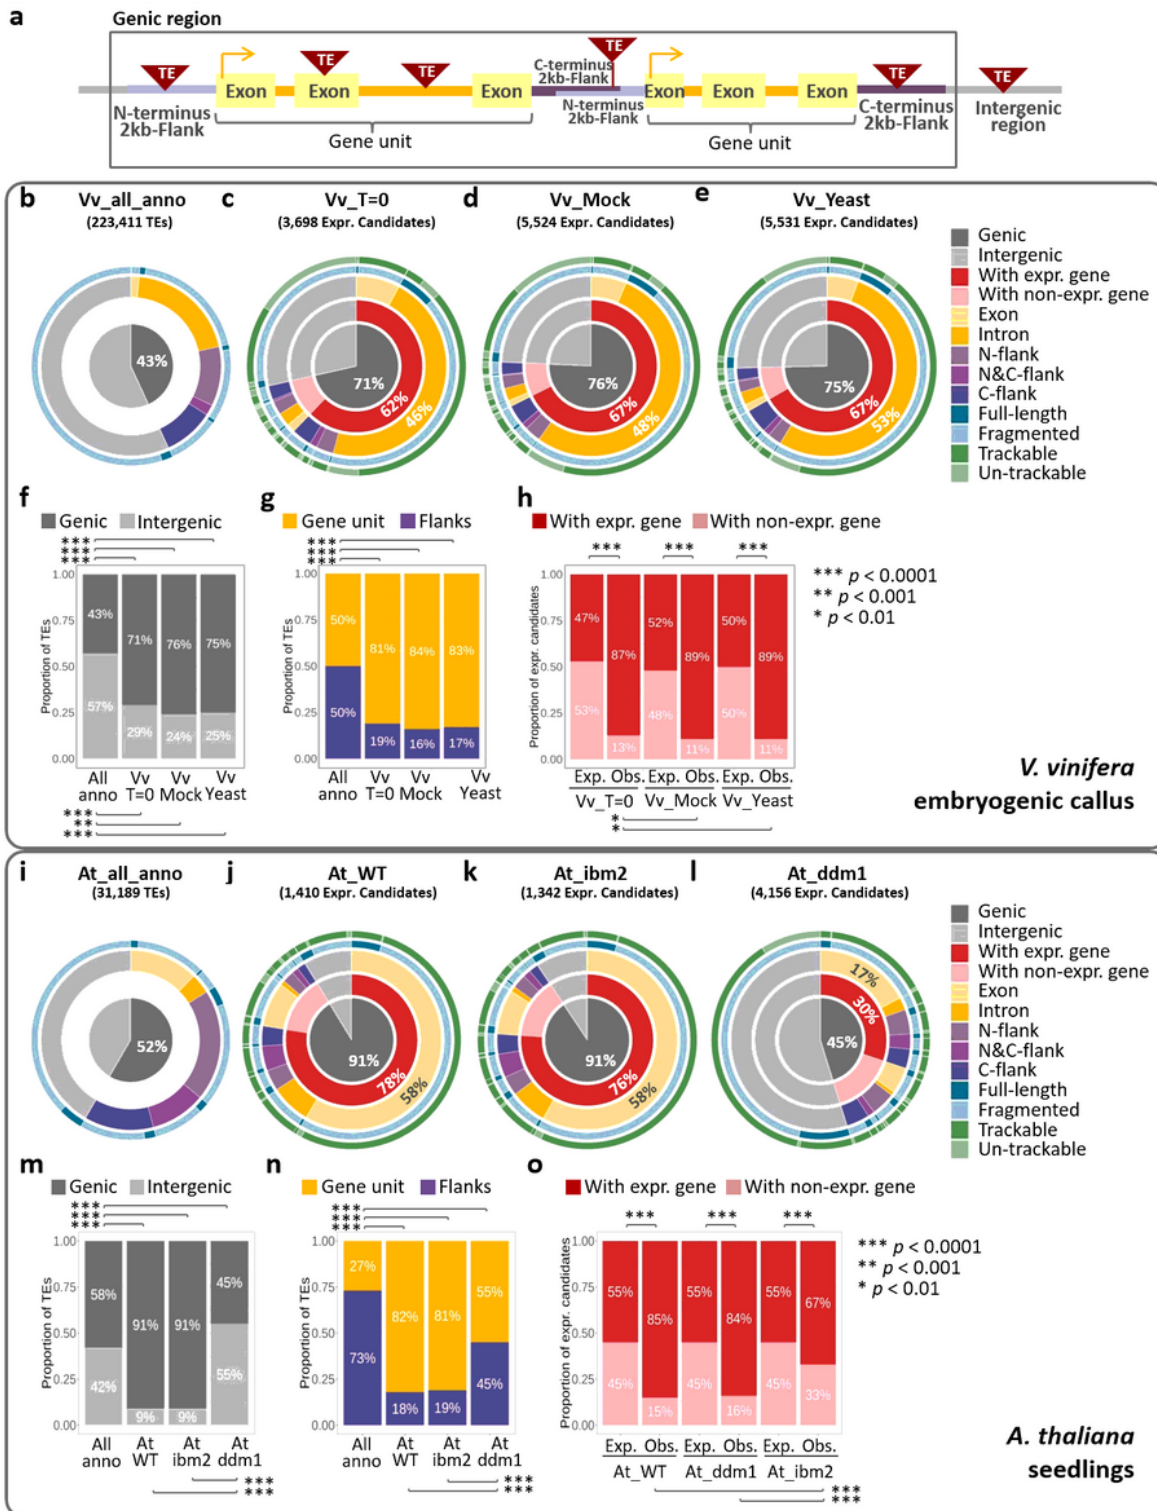 a
Genic region
TE
TE
TE
TE
TE
TE
Exon
Exon
Exon
C-terminus
2kb-Flank
N-terminus
2kb-Flank
Exon
Exon
Exon
N-terminus
2kb-Flank
C-terminus
2kb-Flank
Intergenic
region
Gene unit
Gene unit
b
Vv_all_anno
(223,411 TEs)
43%
c
Vv_T=0
(3,698 Expr. Candidates)
71%
62%
46%
d
Vv_Mock
(5,524 Expr. Candidates)
76%
67%
48%
e
Vv_Yeast
(5,531 Expr. Candidates)
75%
67%
53%
Genic
Intergenic
With expr. gene
With non-expr. gene
Exon
Intron
N-flank
N&C-flank
C-flank
Full-length
Fragmented
Trackable
Un-trackable
f
Genic Intergenic
***
***
***
Proportion of TEs
1.00
0.75
0.50
0.25
0.00
43% 71% 76% 75%
57% 29% 24% 25%
All Vv Vv Vv
anno T=0 Mock Yeast
***
***
***
g
Gene unit Flanks
***
***
***
Proportion of TEs
1.00
0.75
0.50
0.25
0.00
50% 81% 84% 83%
50% 19% 16% 17%
All Vv Vv Vv
anno T=0 Mock Yeast
h
With expr. gene With non-expr. gene
*** *** ***
Proportion of expr. candidates
1.00
0.75
0.50
0.25
0.00
47% 87% 52% 89% 50% 89%
53% 13% 48% 11% 50% 11%
Exp. Obs. Exp. Obs. Exp. Obs.
Vv_T=0 Vv_Mock Vv_Yeast
*
*
*** p < 0.0001
** p < 0.001
* p < 0.01
V. vinifera
embryogenic callus
i
At_all_anno
(31,189 TEs)
52%
j
At_WT
(1,410 Expr. Candidates)
91%
78%
58%
k
At_ibm2
(1,342 Expr. Candidates)
91%
76%
58%
l
At_ddm1
(4,156 Expr. Candidates)
17%
30%
45%
Genic
Intergenic
With expr. gene
With non-expr. gene
Exon
Intron
N-flank
N&C-flank
C-flank
Full-length
Fragmented
Trackable
Un-trackable
m
Genic Intergenic
***
***
***
Proportion of TEs
1.00
0.75
0.50
0.25
0.00
58% 91% 91% 45%
42% 9% 9% 55%
All At At At
anno WT ibm2 ddm1
***
***
n
Gene unit Flanks
***
***
***
Proportion of TEs
1.00
0.75
0.50
0.25
0.00
27% 82% 81% 55%
73% 18% 19% 45%
All At At At
anno WT ibm2 ddm1
***
***
o
With expr. gene With non-expr. gene
*** *** ***
Proportion of expr. candidates
1.00
0.75
0.50
0.25
0.00
55% 85% 55% 84% 55% 67%
45% 15% 45% 16% 45% 33%
Exp. Obs. Exp. Obs. Exp. Obs.
At_WT At_ddm1 At_ibm2
***
***
*** p < 0.0001
** p < 0.001
* p < 0.01
A. thaliana
seedlings